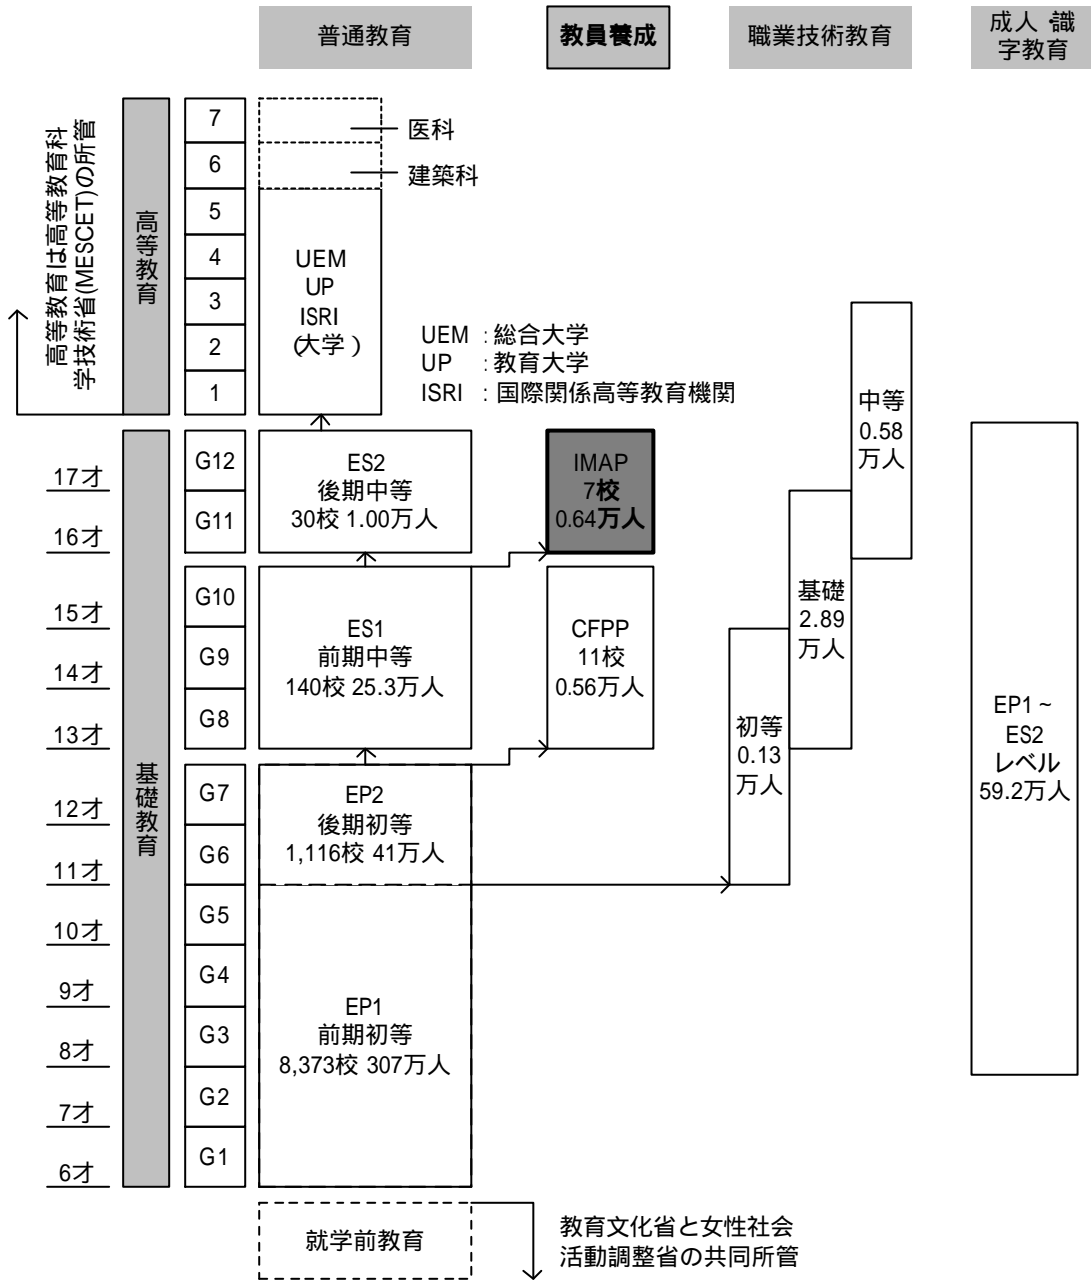 普通教育
教員養成
職業技術教育
成人・識
字教育
高等教育は高等教育科
学技術省(MESCET)の所管
高等教育
7
6
5
4
3
2
1
医科
建築科
UEM
UP
ISRI
(大学)
UEM : 総合大学
UP : 教育大学
ISRI : 国際関係高等教育機関
基礎教育
17才
16才
15才
14才
13才
12才
11才
10才
9才
8才
7才
6才
G12
G11
G10
G9
G8
G7
G6
G5
G4
G3
G2
G1
ES2
後期中等
30校 1.00万人
ES1
前期中等
140校 25.3万人
EP2
後期初等
1,116校 41万人
EP1
前期初等
8,373校 307万人
就学前教育
IMAP
7校
0.64万人
CFPP
11校
0.56万人
初等
0.13
万人
基礎
2.89
万人
中等
0.58
万人
EP1 ~
ES2
レベル
59.2万人
教育文化省と女性社会
活動調整省の共同所管